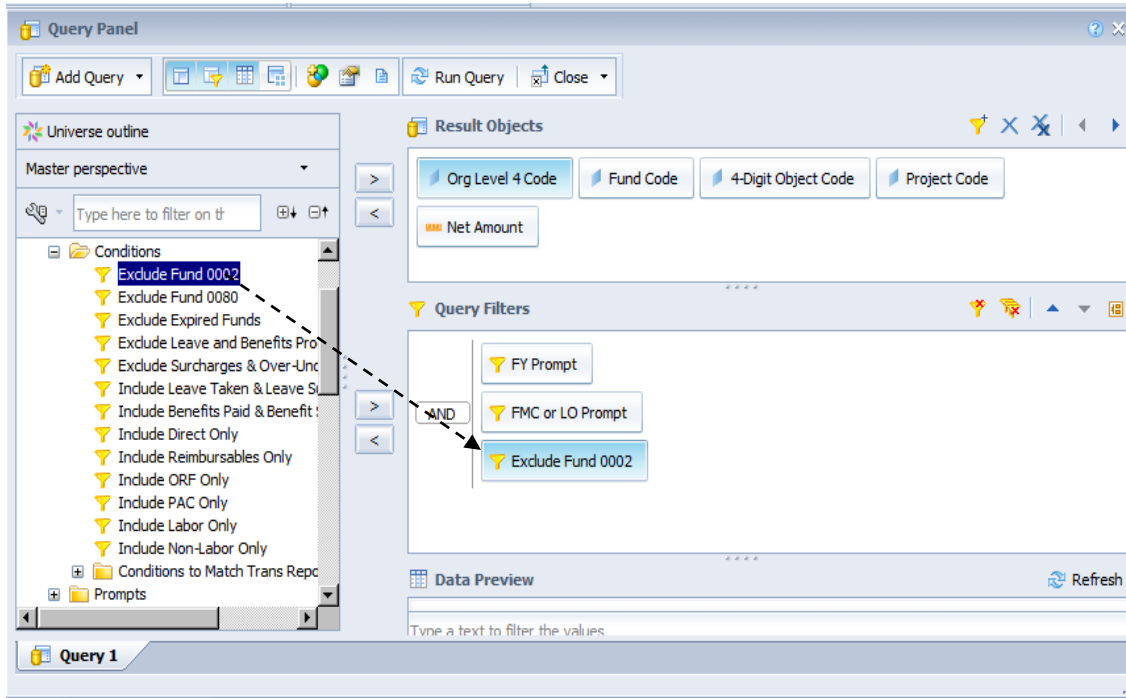 Query Panel
Add Query
Run Query
Close
Universe outline
Master perspective
Type here to filter on th
Conditions
Exclude Fund 0002
Exclude Fund 0080
Exclude Expired Funds
Exclude Leave and Benefits Pro
Exclude Surcharges & Over-Und
Include Leave Taken & Leave Su
Include Benefits Paid & Benefit S
Include Direct Only
Include Reimbursables Only
Include ORF Only
Include PAC Only
Include Labor Only
Include Non-Labor Only
Conditions to Match Trans Repo
Prompts
Result Objects
Org Level 4 Code
Fund Code
4-Digit Object Code
Project Code
Net Amount
Query Filters
AND
FY Prompt
FMC or LO Prompt
Exclude Fund 0002
Data Preview
Refresh
Type a text to filter the values
Query 1